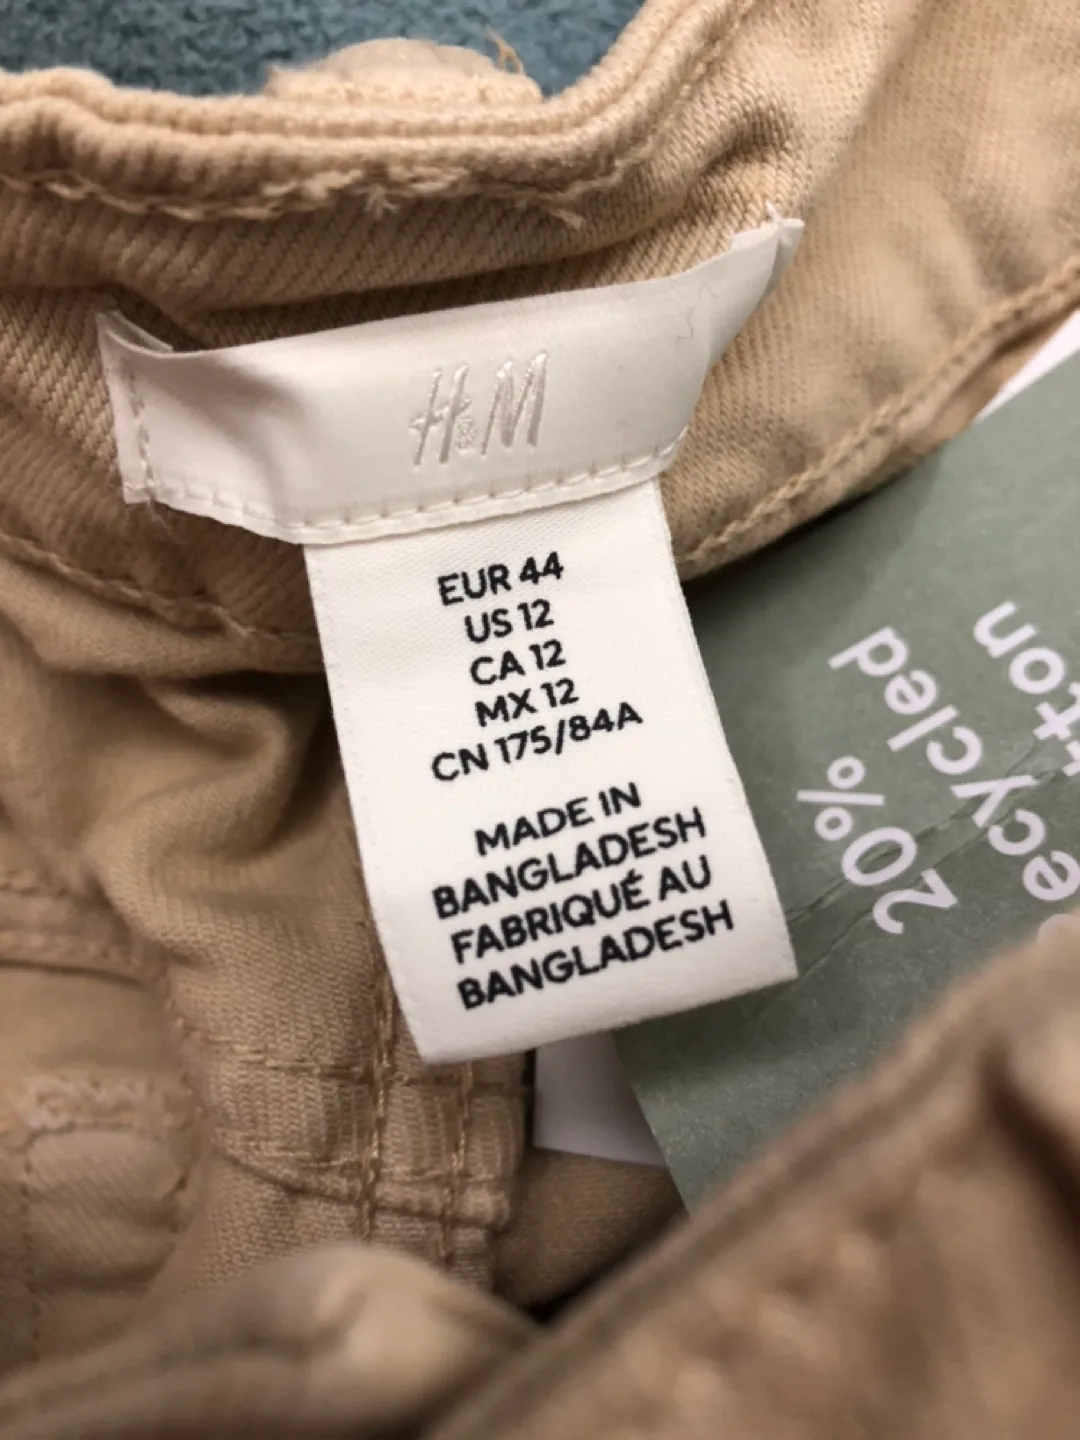 H&M
EUR 44
US 12
CA 12
MX 12
CN 175/84A
MADE IN
BANGLADESH
FABRIQUÉ AU
BANGLADESH
20%